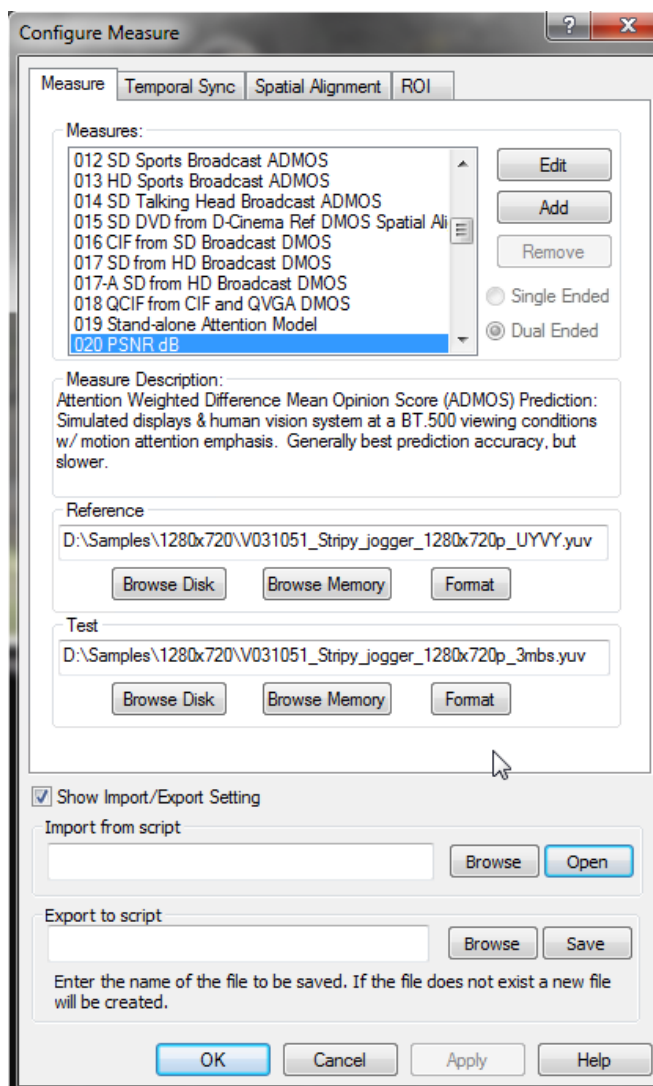 Configure Measure
Measure Temporal Sync Spatial Alignment ROI
Measures:
012 SD Sports Broadcast ADMOS
013 HD Sports Broadcast ADMOS
014 SD Talking Head Broadcast ADMOS
015 SD DVD from D-Cinema Ref DMOS Spatial Ali
016 CIF from SD Broadcast DMOS
017 SD from HD Broadcast DMOS
017-A SD from HD Broadcast DMOS
018 QCIF from CIF and QVGA DMOS
019 Stand-alone Attention Model
020 PSNR dB
Edit
Add
Remove
Single Ended
Dual Ended
Measure Description:
Attention Weighted Difference Mean Opinion Score (ADMOS) Prediction:
Simulated displays & human vision system at a BT.500 viewing conditions
w/ motion attention emphasis. Generally best prediction accuracy, but
slower.
Reference
D:\Samples\1280x720\V031051_Stripy_jogger_1280x720p_UYVY.yuv
Browse Disk Browse Memory Format
Test
D:\Samples\1280x720\V031051_Stripy_jogger_1280x720p_3mbs.yuv
Browse Disk Browse Memory Format
Show Import/Export Setting
Import from script
Browse Open
Export to script
Browse Save
Enter the name of the file to be saved. If the file does not exist a new file
will be created.
OK Cancel Apply Help